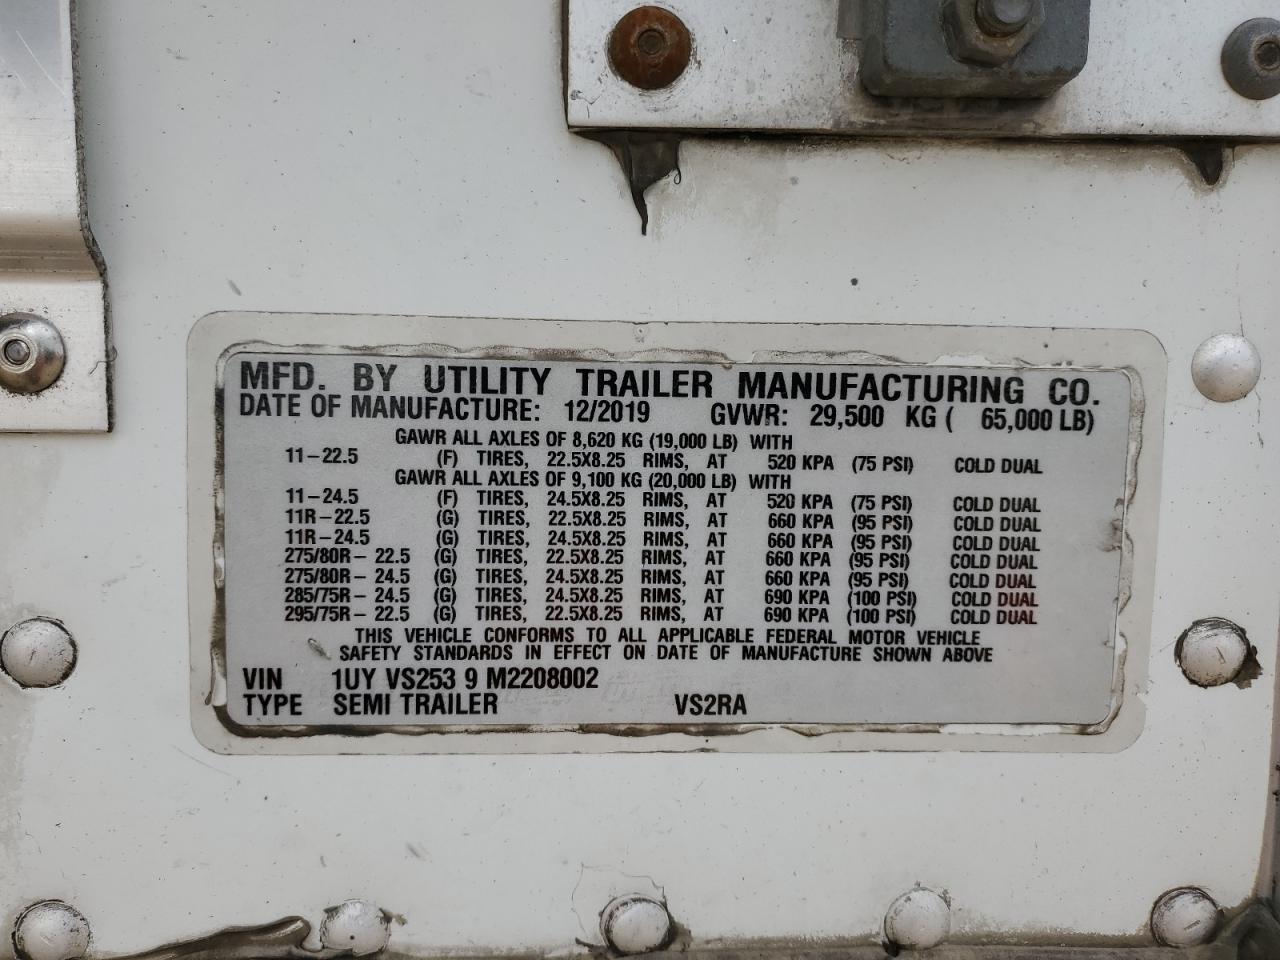 MFD. BY UTILITY TRAILER MANUFACTURING CO.
DATE OF MANUFACTURE: 12/2019 GVWR: 29,500 KG ( 65,000 LB)
GAWR ALL AXLES OF 8,620 KG (19,000 LB) WITH
11-22.5 (F) TIRES, 22.5X8.25 RIMS, AT 520 KPA (75 PSI) COLD DUAL
GAWR ALL AXLES OF 9,100 KG (20,000 LB) WITH
11-24.5 (F) TIRES, 24.5X8.25 RIMS, AT 520 KPA (75 PSI) COLD DUAL
11R-22.5 (G) TIRES, 22.5X8.25 RIMS, AT 660 KPA (95 PSI) COLD DUAL
11R-24.5 (G) TIRES, 24.5X8.25 RIMS, AT 660 KPA (95 PSI) COLD DUAL
275/80R-22.5 (G) TIRES, 22.5X8.25 RIMS, AT 660 KPA (95 PSI) COLD DUAL
275/80R-24.5 (G) TIRES, 24.5X8.25 RIMS, AT 660 KPA (95 PSI) COLD DUAL
285/75R-24.5 (G) TIRES, 24.5X8.25 RIMS, AT 690 KPA (100 PSI) COLD DUAL
295/75R-22.5 (G) TIRES, 22.5X8.25 RIMS, AT 690 KPA (100 PSI) COLD DUAL
THIS VEHICLE CONFORMS TO ALL APPLICABLE FEDERAL MOTOR VEHICLE
SAFETY STANDARDS IN EFFECT ON DATE OF MANUFACTURE SHOWN ABOVE
VIN 1UY VS253 9 M2208002
TYPE SEMI TRAILER VS2RA